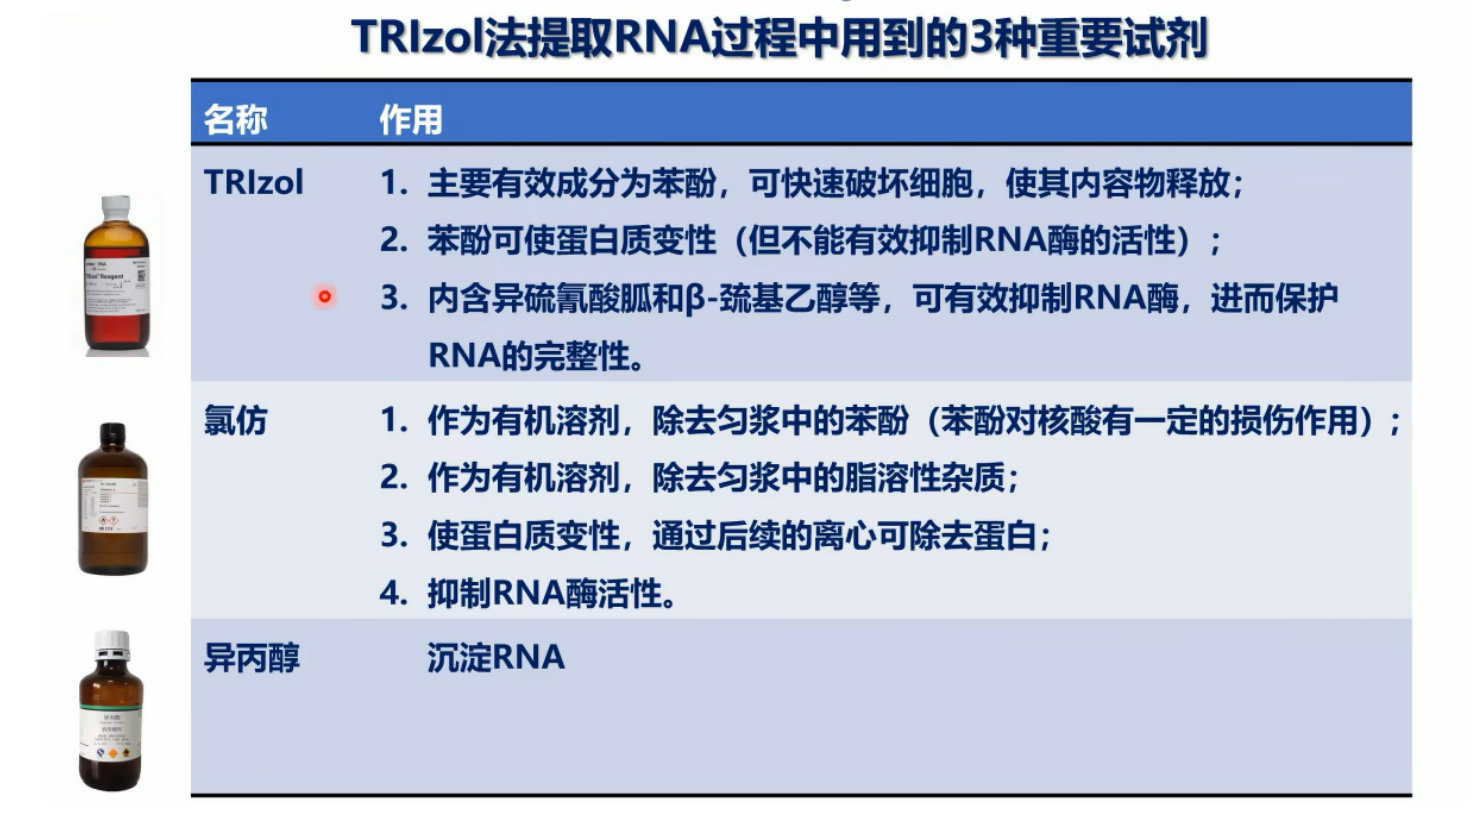 TRIzol法提取RNA过程中用到的3种重要试剂
名称 作用
TRIzol 1. 主要有效成分为苯酚，可快速破坏细胞，使其内容物释放；
2. 苯酚可使蛋白质变性（但不能有效抑制RNA酶的活性）；
3. 内含异硫氰酸胍和β-巯基乙醇等，可有效抑制RNA酶，进而保护
RNA的完整性。
氯仿 1. 作为有机溶剂，除去匀浆中的苯酚（苯酚对核酸有一定的损伤作用）；
2. 作为有机溶剂，除去匀浆中的脂溶性杂质；
3. 使蛋白质变性，通过后续的离心可除去蛋白；
4. 抑制RNA酶活性。
异丙醇 沉淀RNA
TRIzol Reagent